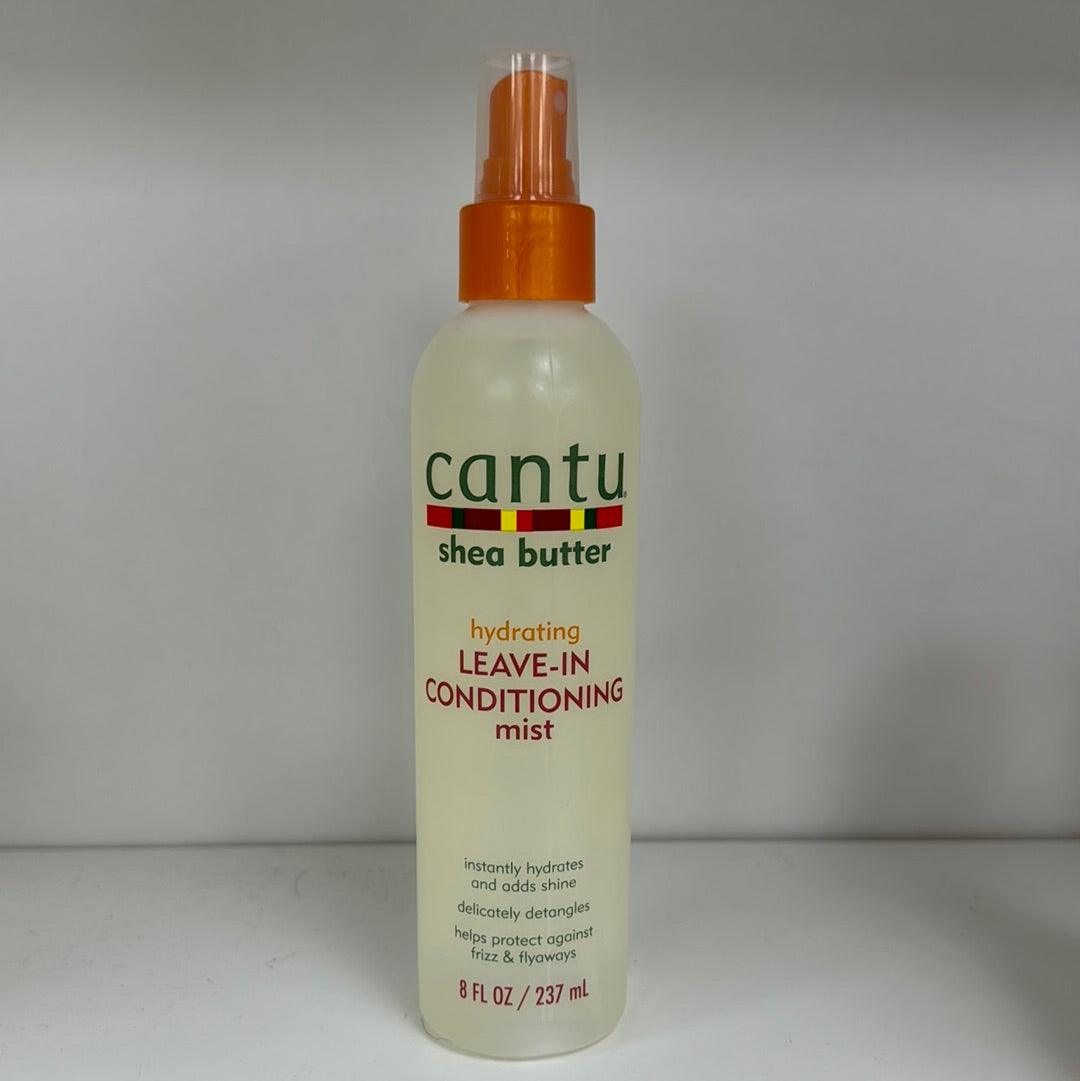 cantu
shea butter
hydrating
LEAVE-IN
CONDITIONING
mist
instantly hydrates
and adds shine
delicately detangles
helps protect against
frizz & flyaways
8 FL OZ / 237 mL